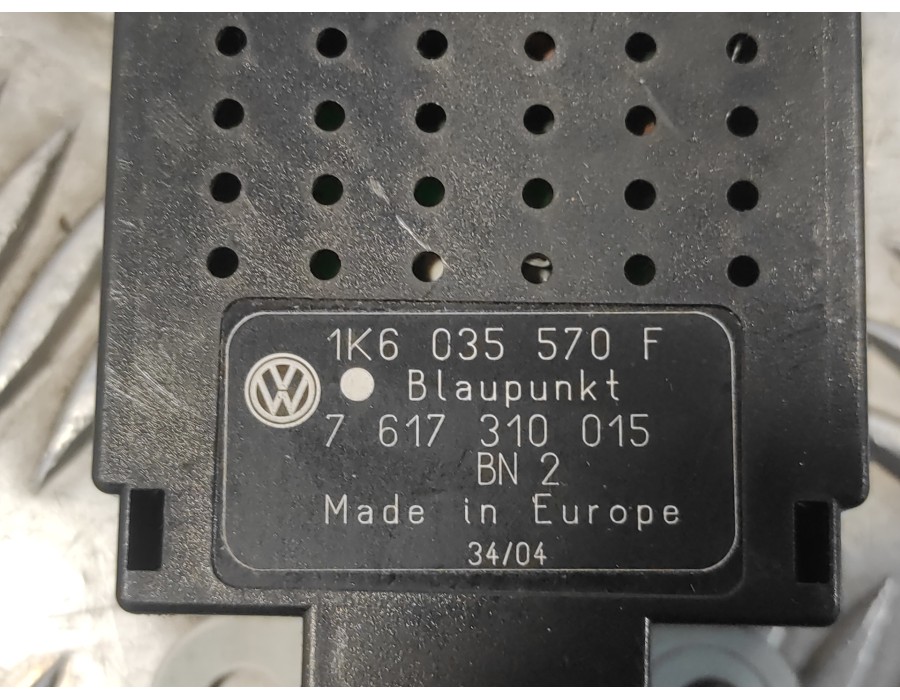 1K6 035 570 F
Blaupunkt
7 617 310 015
BN 2
Made in Europe
34/04